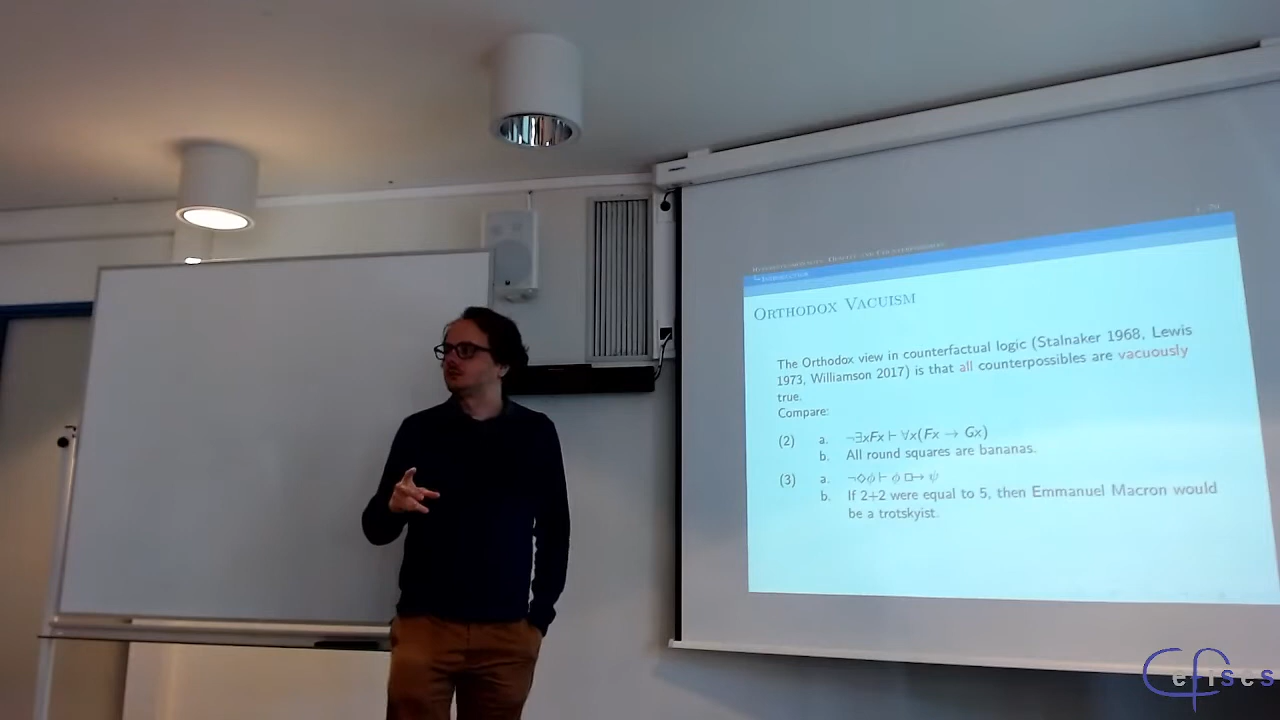 Introduction
Orthodox Vacuism
The Orthodox view in counterfactual logic (Stalnaker 1968, Lewis
1973, Williamson 2017) is that all counterpossibles are vacuously
true.
Compare:
(2) a. ¬∃xFx ⊢ ∀x(Fx → Gx)
b. All round squares are bananas.
(3) a. ¬◇ϕ ⊢ ϕ □→ ψ
b. If 2+2 were equal to 5, then Emmanuel Macron would
be a trotskyist.
Cefises